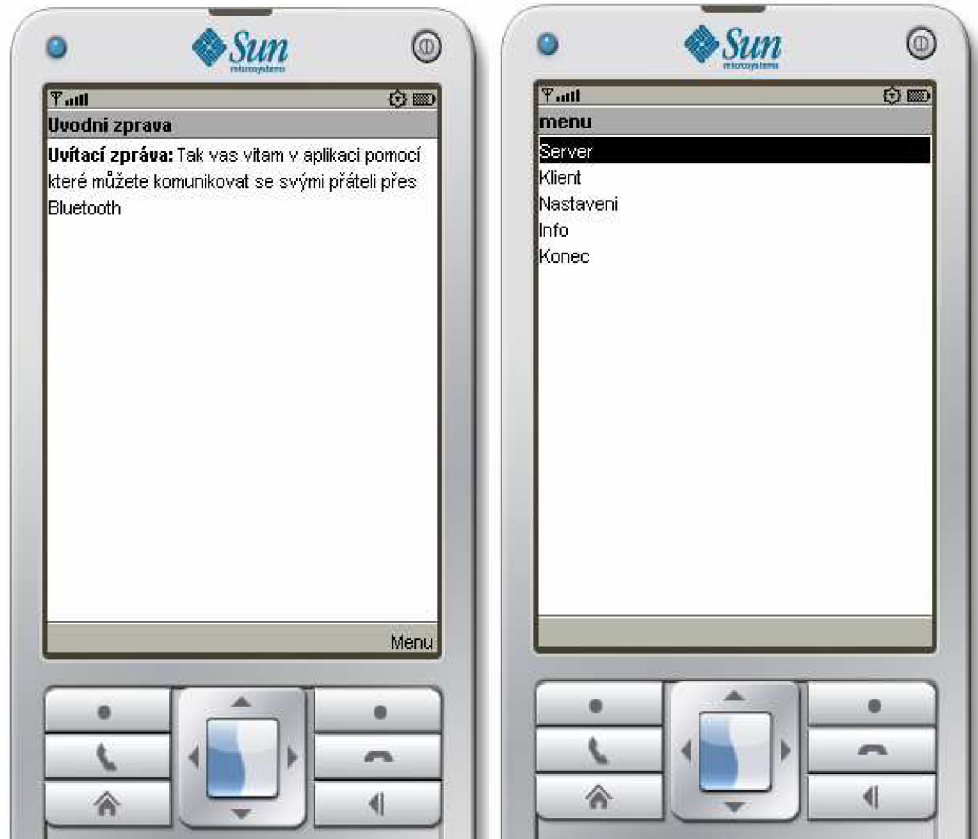 Sun
microsystems
Uvodni zprava
Uvítací zpráva: Tak vas vitam v aplikaci pomocí
které můžete komunikovat se svými přáteli přes
Bluetooth
Menu
Sun
microsystems
menu
Server
Klient
Nastaveni
Info
Konec